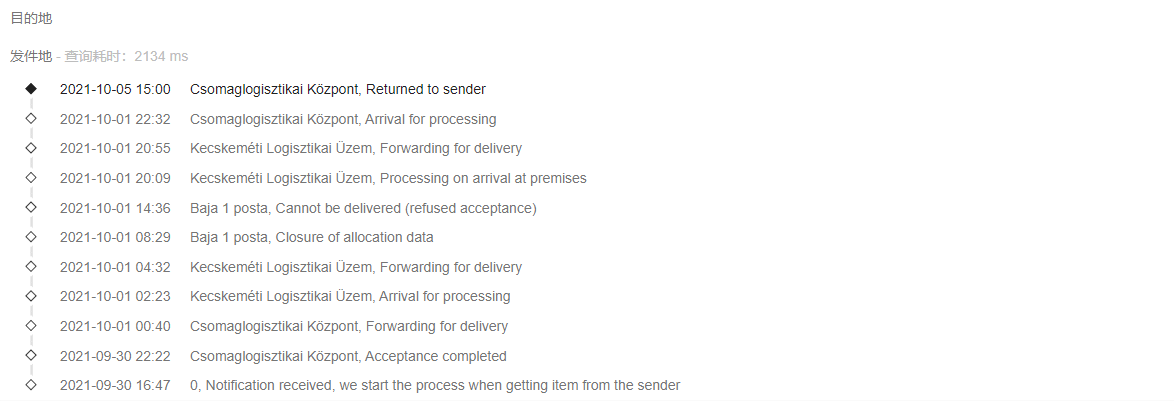 目的地
发件地 - 查询耗时：2134 ms
2021-10-05 15:00 Csomaglogisztikai Központ, Returned to sender
2021-10-01 22:32 Csomaglogisztikai Központ, Arrival for processing
2021-10-01 20:55 Kecskeméti Logisztikai Üzem, Forwarding for delivery
2021-10-01 20:09 Kecskeméti Logisztikai Üzem, Processing on arrival at premises
2021-10-01 14:36 Baja 1 posta, Cannot be delivered (refused acceptance)
2021-10-01 08:29 Baja 1 posta, Closure of allocation data
2021-10-01 04:32 Kecskeméti Logisztikai Üzem, Forwarding for delivery
2021-10-01 02:23 Kecskeméti Logisztikai Üzem, Arrival for processing
2021-10-01 00:40 Csomaglogisztikai Központ, Forwarding for delivery
2021-09-30 22:22 Csomaglogisztikai Központ, Acceptance completed
2021-09-30 16:47 0, Notification received, we start the process when getting item from the sender